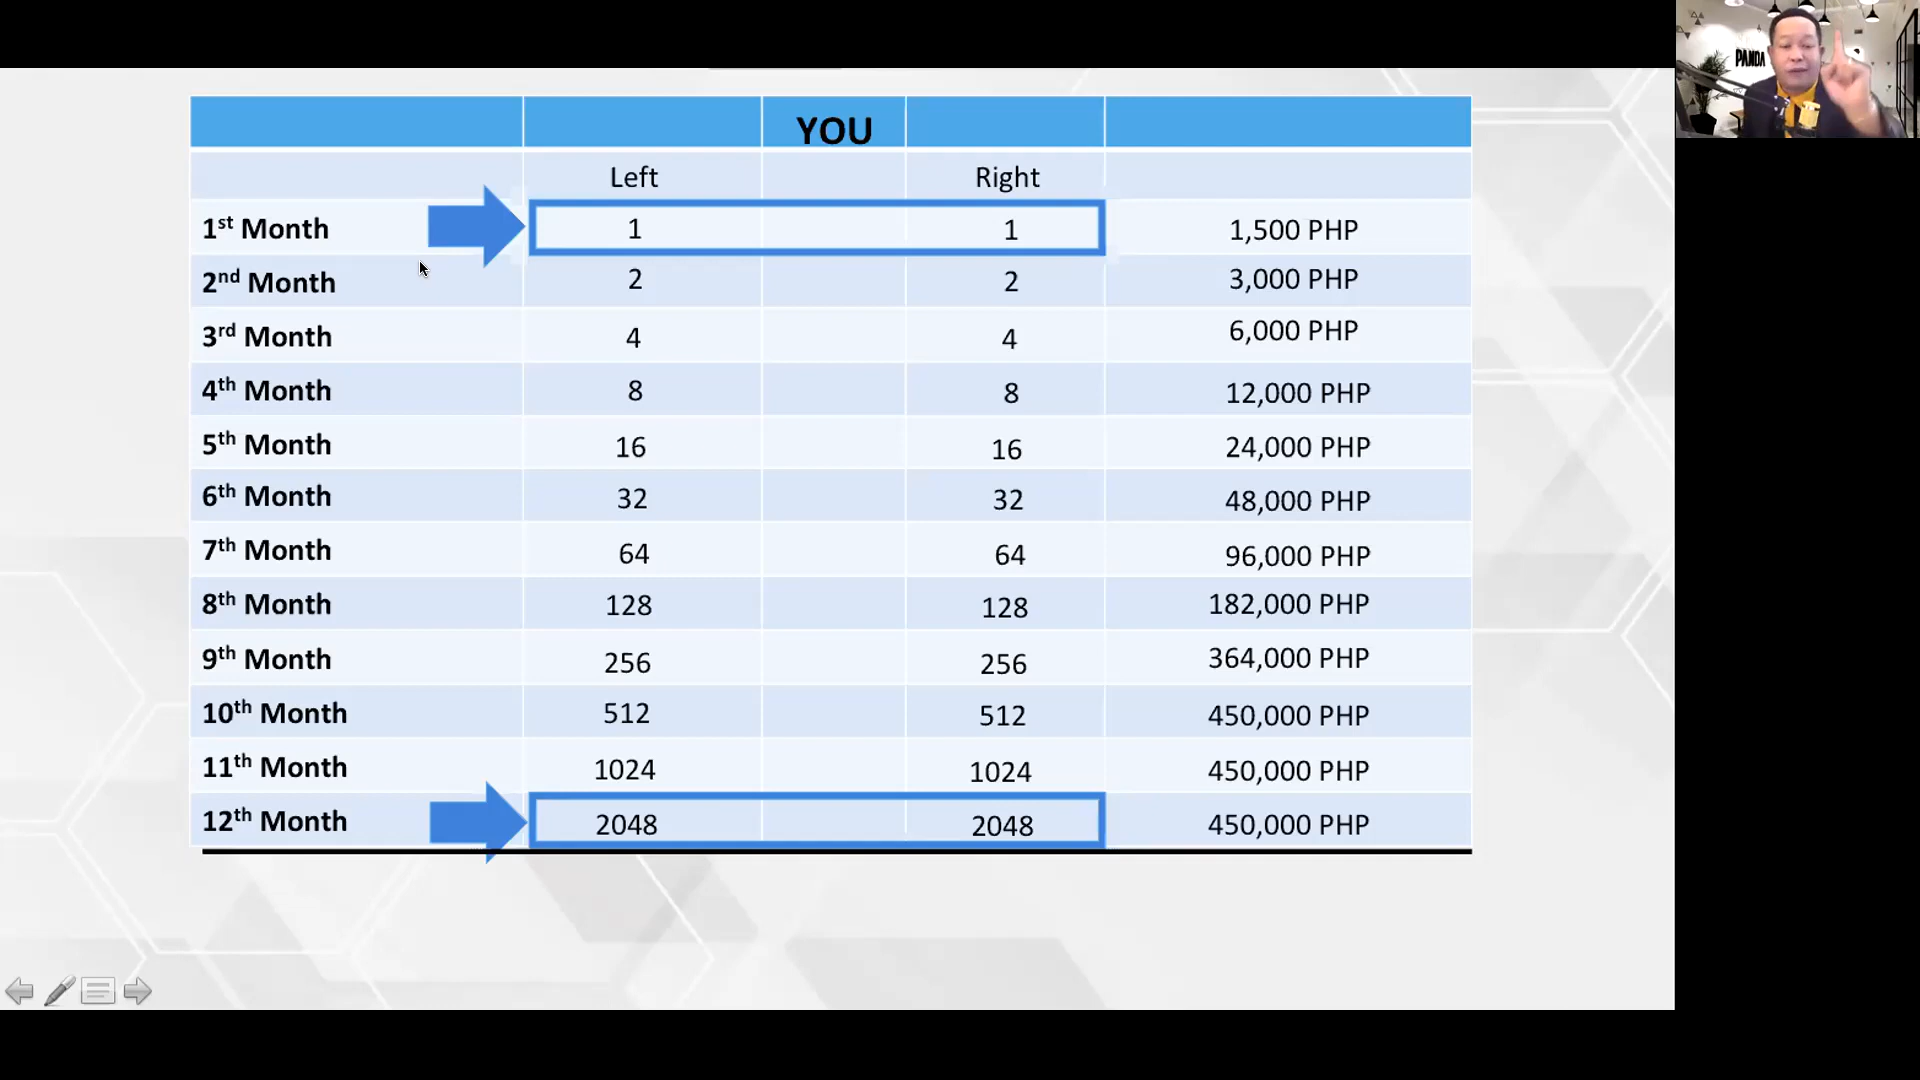 PANDA
YOU
Left Right
1st Month 1 1 1,500 PHP
2nd Month 2 2 3,000 PHP
3rd Month 4 4 6,000 PHP
4th Month 8 8 12,000 PHP
5th Month 16 16 24,000 PHP
6th Month 32 32 48,000 PHP
7th Month 64 64 96,000 PHP
8th Month 128 128 182,000 PHP
9th Month 256 256 364,000 PHP
10th Month 512 512 450,000 PHP
11th Month 1024 1024 450,000 PHP
12th Month 2048 2048 450,000 PHP